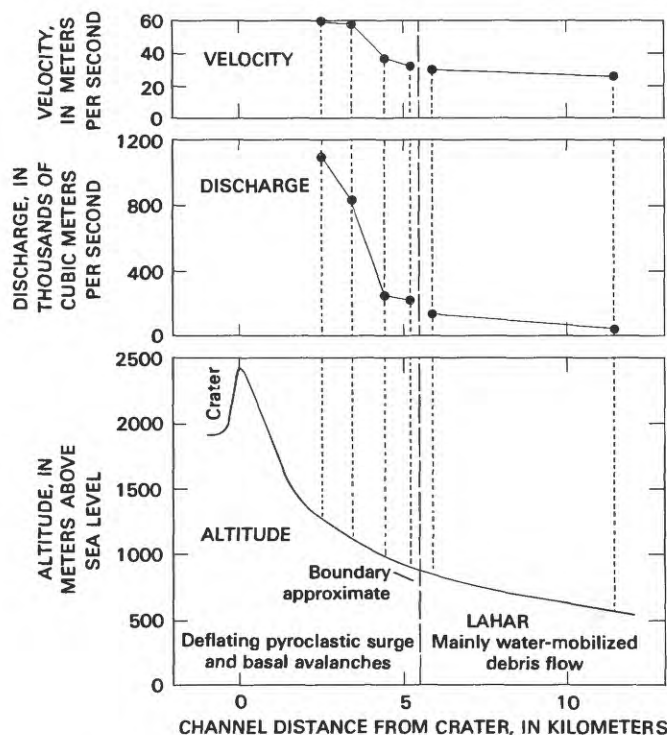 VELOCITY,
IN METERS
PER SECOND
60
40
20
0
VELOCITY
DISCHARGE, IN
THOUSANDS OF
CUBIC METERS
PER SECOND
1200
800
400
0
DISCHARGE
ALTITUDE, IN
METERS ABOVE
SEA LEVEL
2500
2000
1500
1000
500
0
Crater
ALTITUDE
Boundary
approximate
LAHAR
Mainly water-mobilized
debris flow
Deflating pyroclastic surge
and basal avalanches
0 5 10
CHANNEL DISTANCE FROM CRATER, IN KILOMETERS